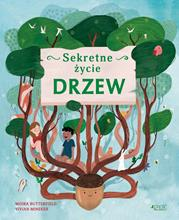 Sekretne
życie
DRZEW
MOIRA BUTTERFIELD
VIVIAN MINEKER